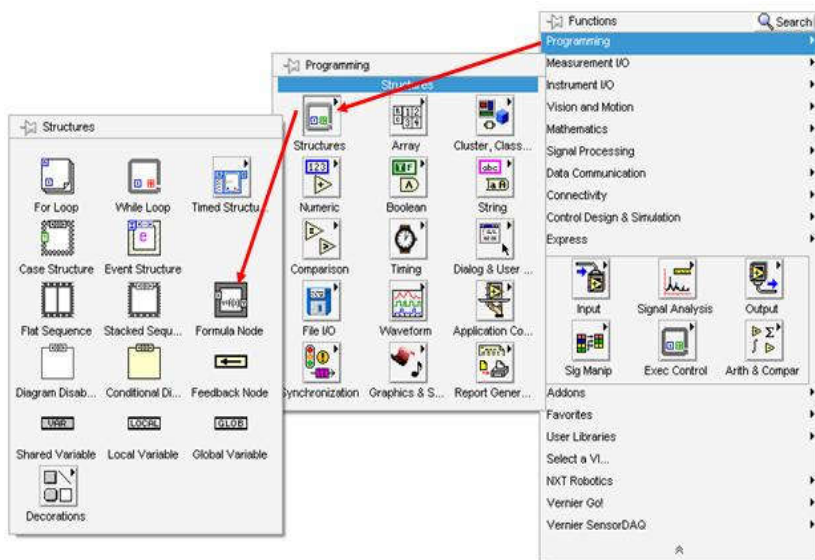 Functions
Search
Programming
Measurement I/O
Instrument I/O
Vision and Motion
Mathematics
Signal Processing
Data Communication
Connectivity
Control Design & Simulation
Express
Input
Signal Analysis
Output
Sig Manip
Exec Control
Arith & Compar
Addons
Favorites
User Libraries
Select a VI...
NXT Robotics
Vernier Go!
Vernier SensorDAQ
Programming
Structures
Structures
Array
Cluster, Class...
Numeric
Boolean
String
Comparison
Timing
Dialog & User ...
File I/O
Waveform
Application Co...
Synchronization
Graphics & S...
Report Gener...
Structures
For Loop
While Loop
Timed Structu...
Case Structure
Event Structure
Flat Sequence
Stacked Sequ...
Formula Node
Diagram Disab...
Conditional Di...
Feedback Node
VAR
LOCAL
GLOB
Shared Variable
Local Variable
Global Variable
Decorations